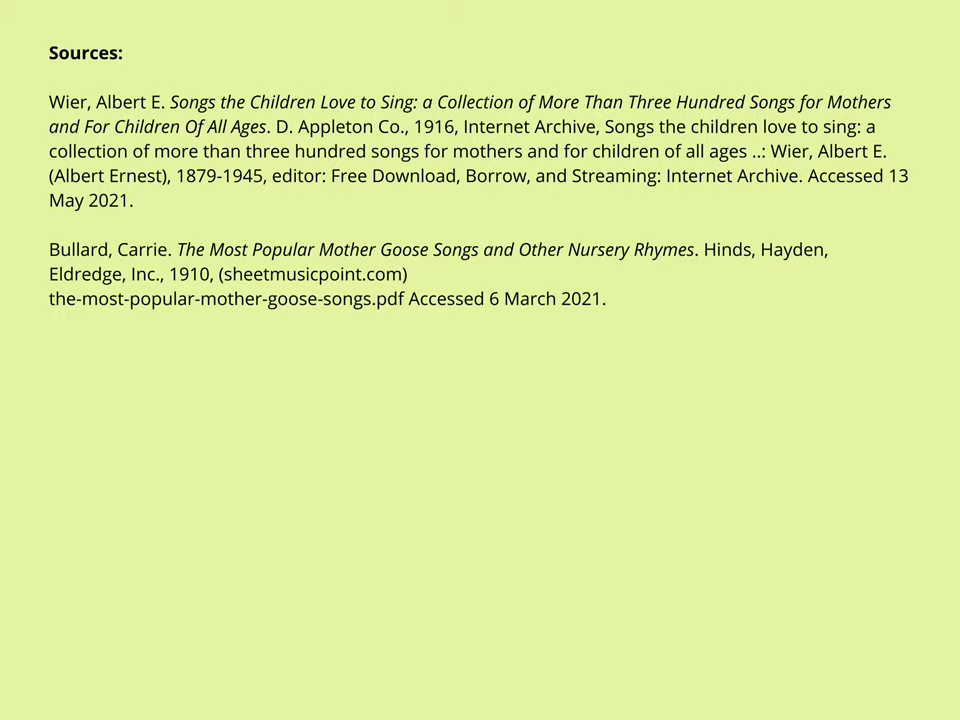 Sources:
Wier, Albert E. Songs the Children Love to Sing: a Collection of More Than Three Hundred Songs for Mothers
and For Children Of All Ages. D. Appleton Co., 1916, Internet Archive, Songs the children love to sing: a
collection of more than three hundred songs for mothers and for children of all ages ..: Wier, Albert E.
(Albert Ernest), 1879-1945, editor: Free Download, Borrow, and Streaming: Internet Archive. Accessed 13
May 2021.
Bullard, Carrie. The Most Popular Mother Goose Songs and Other Nursery Rhymes. Hinds, Hayden,
Eldredge, Inc., 1910, (sheetmusicpoint.com)
the-most-popular-mother-goose-songs.pdf Accessed 6 March 2021.